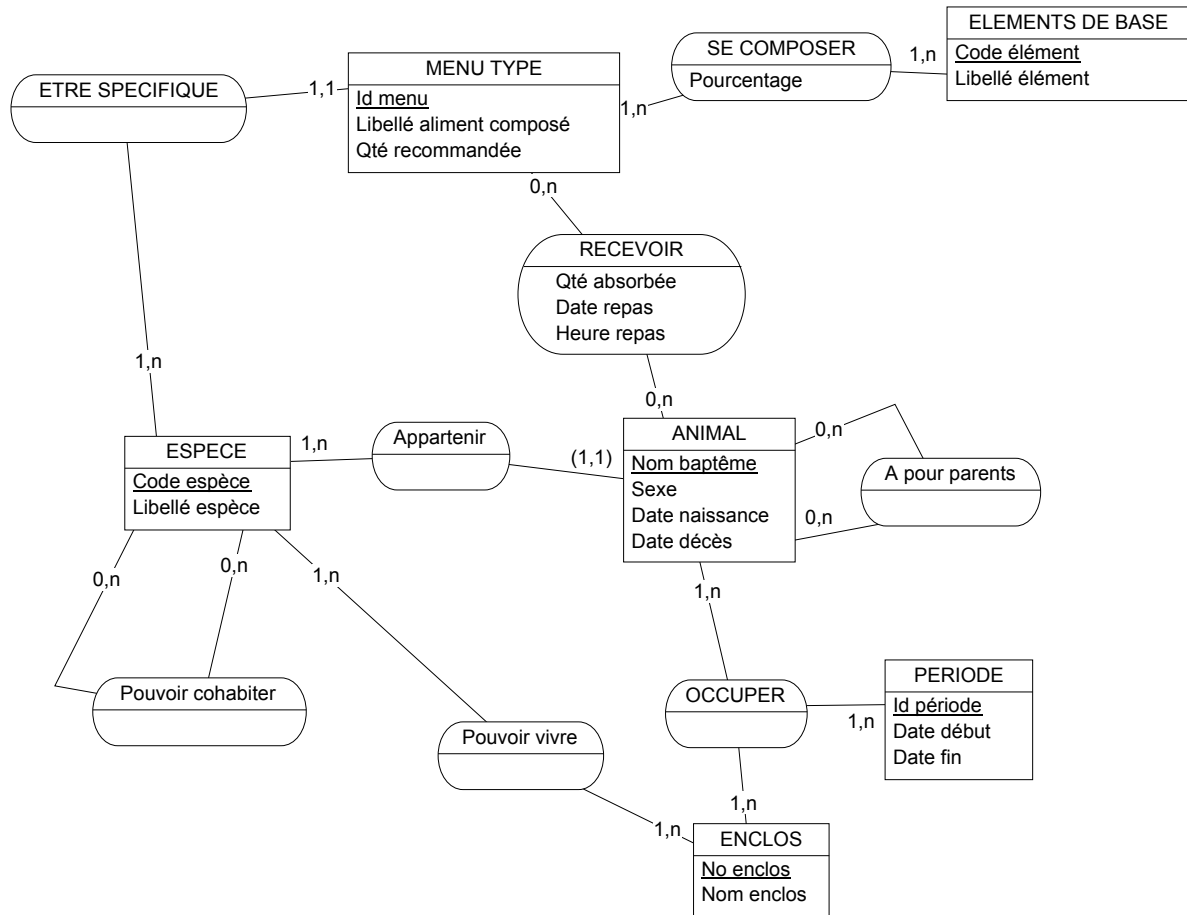 ELEMENTS DE BASE
Code élément
Libellé élément
1,n
SE COMPOSER
Pourcentage
1,n
MENU TYPE
Id menu
Libellé aliment composé
Qté recommandée
1,1
ETRE SPECIFIQUE
0,n
RECEVOIR
Qté absorbée
Date repas
Heure repas
1,n
0,n
ESPECE
Code espèce
Libellé espèce
1,n
Appartenir
(1,1)
ANIMAL
Nom baptême
Sexe
Date naissance
Date décès
0,n
A pour parents
0,n
0,n
0,n
1,n
1,n
Pouvoir cohabiter
Pouvoir vivre
OCCUPER
1,n
PERIODE
Id période
Date début
Date fin
1,n
1,n
ENCLOS
No enclos
Nom enclos